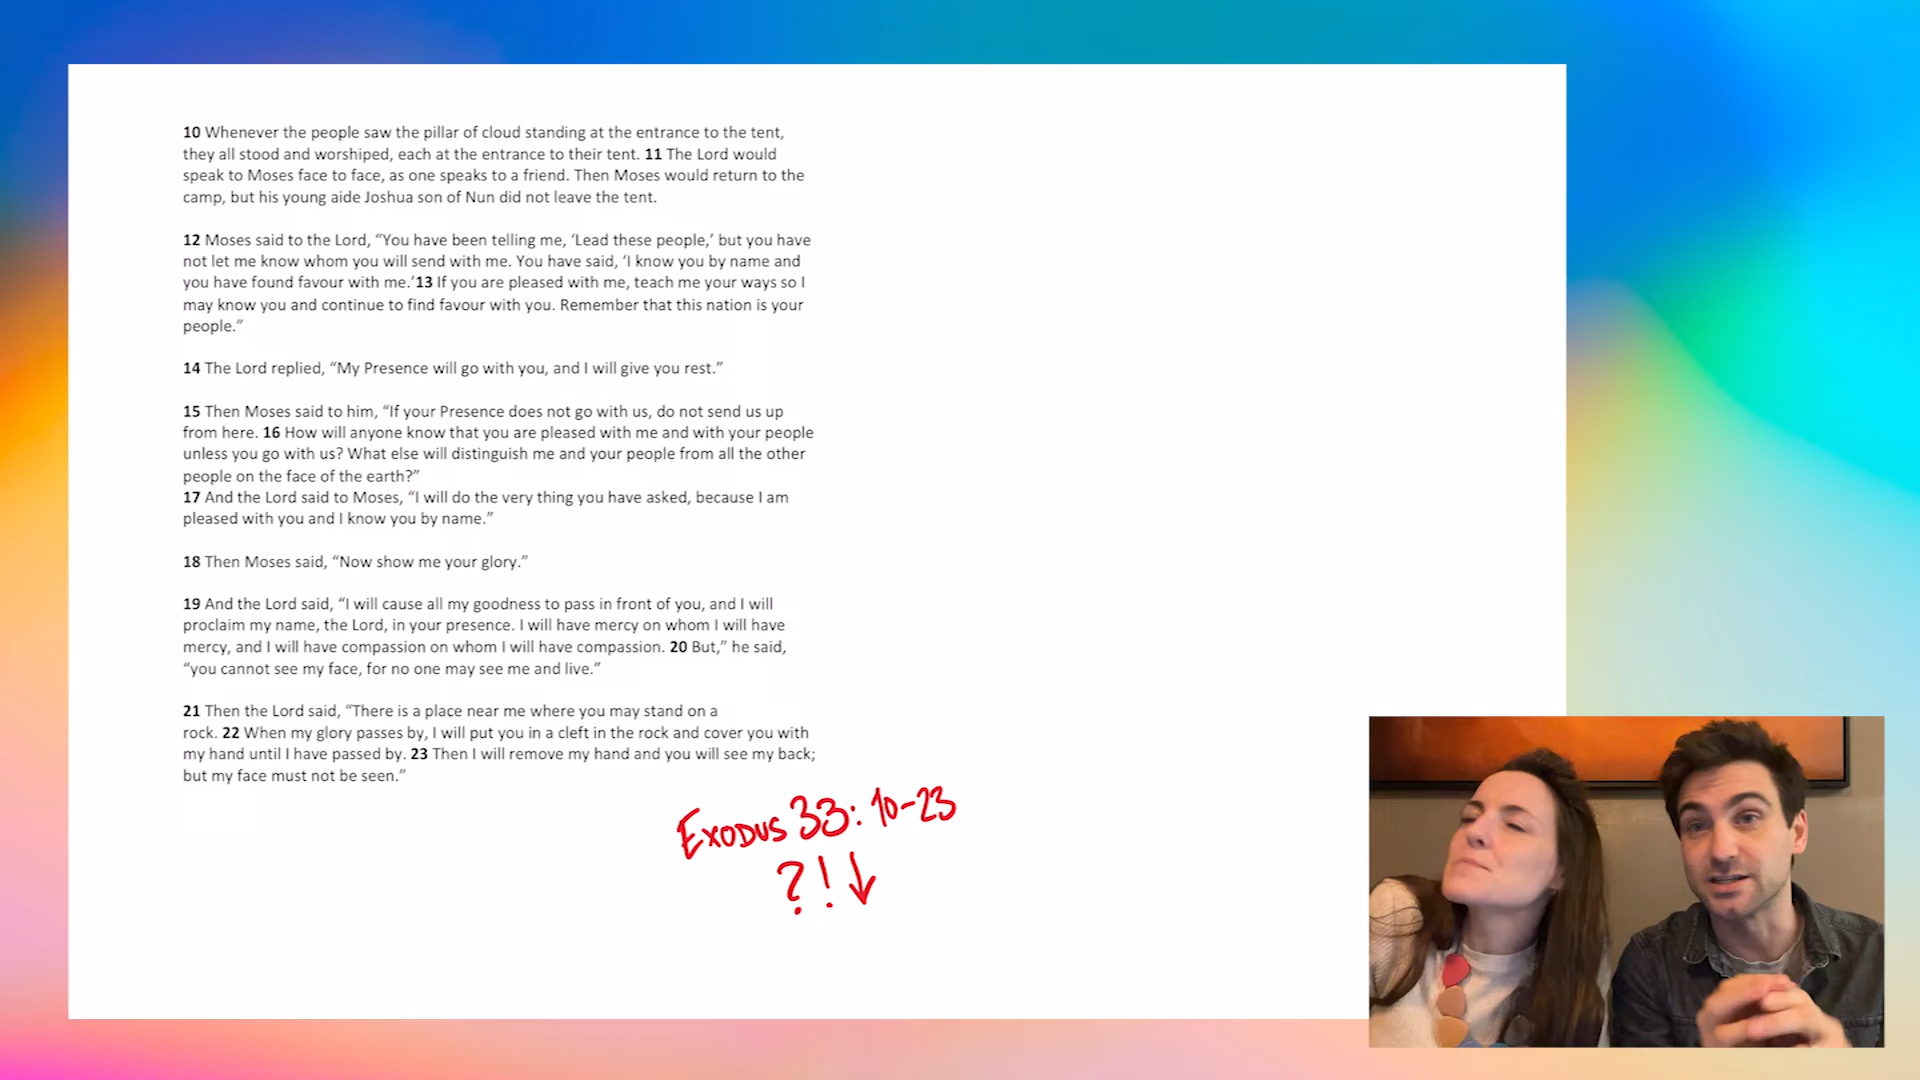 10 Whenever the people saw the pillar of cloud standing at the entrance to the tent,
they all stood and worshiped, each at the entrance to their tent. 11 The Lord would
speak to Moses face to face, as one speaks to a friend. Then Moses would return to the
camp, but his young aide Joshua son of Nun did not leave the tent.
12 Moses said to the Lord, “You have been telling me, ‘Lead these people,’ but you have
not let me know whom you will send with me. You have said, ‘I know you by name and
you have found favour with me.’13 If you are pleased with me, teach me your ways so I
may know you and continue to find favour with you. Remember that this nation is your
people.”
14 The Lord replied, “My Presence will go with you, and I will give you rest.”
15 Then Moses said to him, “If your Presence does not go with us, do not send us up
from here. 16 How will anyone know that you are pleased with me and with your people
unless you go with us? What else will distinguish me and your people from all the other
people on the face of the earth?”
17 And the Lord said to Moses, “I will do the very thing you have asked, because I am
pleased with you and I know you by name.”
18 Then Moses said, “Now show me your glory.”
19 And the Lord said, “I will cause all my goodness to pass in front of you, and I will
proclaim my name, the Lord, in your presence. I will have mercy on whom I will have
mercy, and I will have compassion on whom I will have compassion. 20 But,” he said,
“you cannot see my face, for no one may see me and live.”
21 Then the Lord said, “There is a place near me where you may stand on a
rock. 22 When my glory passes by, I will put you in a cleft in the rock and cover you with
my hand until I have passed by. 23 Then I will remove my hand and you will see my back;
but my face must not be seen.”
Exodus 33: 10-23
?!↓